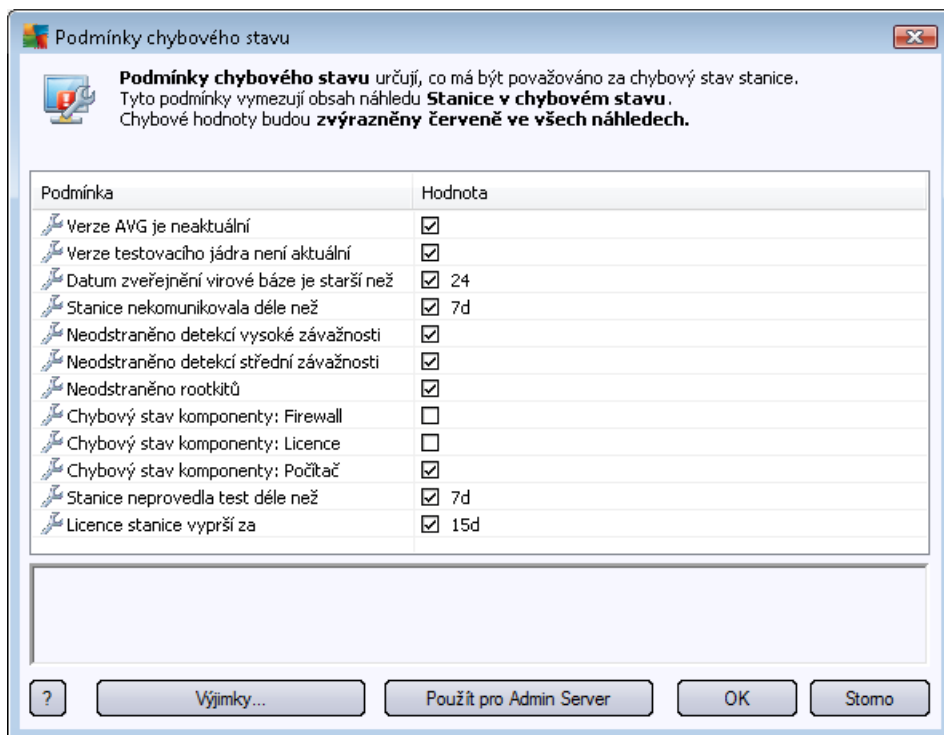 Podmínky chybového stavu
Podmínky chybového stavu určují, co má být považováno za chybový stav stanice.
Tyto podmínky vymezují obsah náhledu Stanice v chybovém stavu.
Chybové hodnoty budou zvýrazněny červeně ve všech náhledech.
Podmínka Hodnota
Verze AVG je neaktuální
Verze testovacího jádra není aktuální
Datum zveřejnění virové báze je starší než 24
Stanice nekomunikovala déle než 7d
Neodstraněno detekcí vysoké závažnosti
Neodstraněno detekcí střední závažnosti
Neodstraněno rootkitů
Chybový stav komponenty: Firewall
Chybový stav komponenty: Licence
Chybový stav komponenty: Počítač
Stanice neprovedla test déle než 7d
Licence stanice vyprší za 15d
? Výjimky... Použít pro Admin Server OK Storno